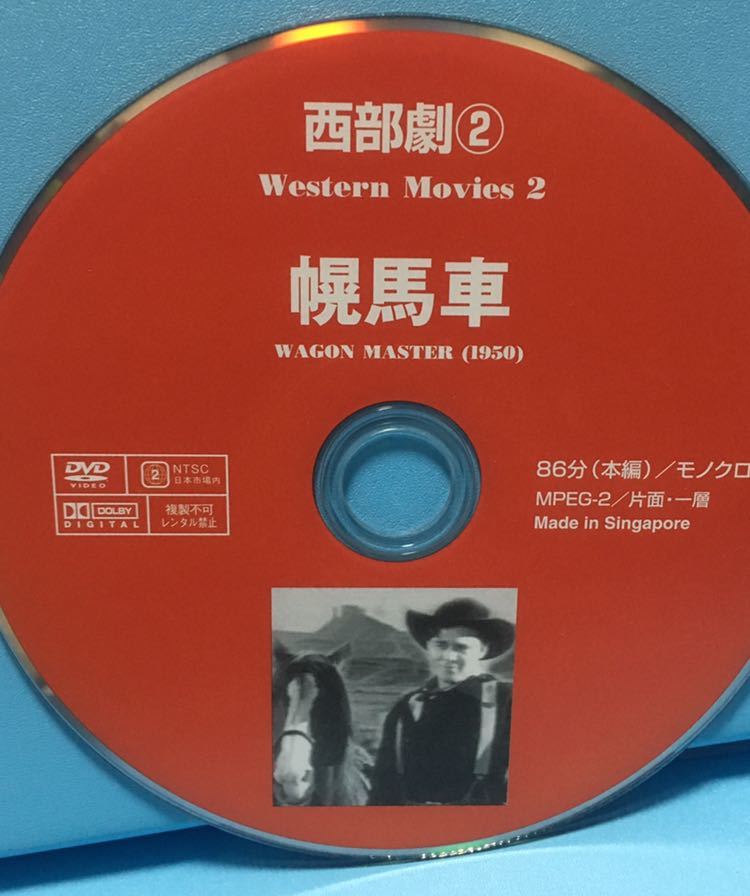 西部劇②
Western Movies 2
幌馬車
WAGON MASTER (1950)
DVD
VIDEO
2
NTSC
日本市場内
DOLBY
DIGITAL
複製不可
レンタル禁止
86分(本編)/モノクロ
MPEG-2/片面・一層
Made in Singapore